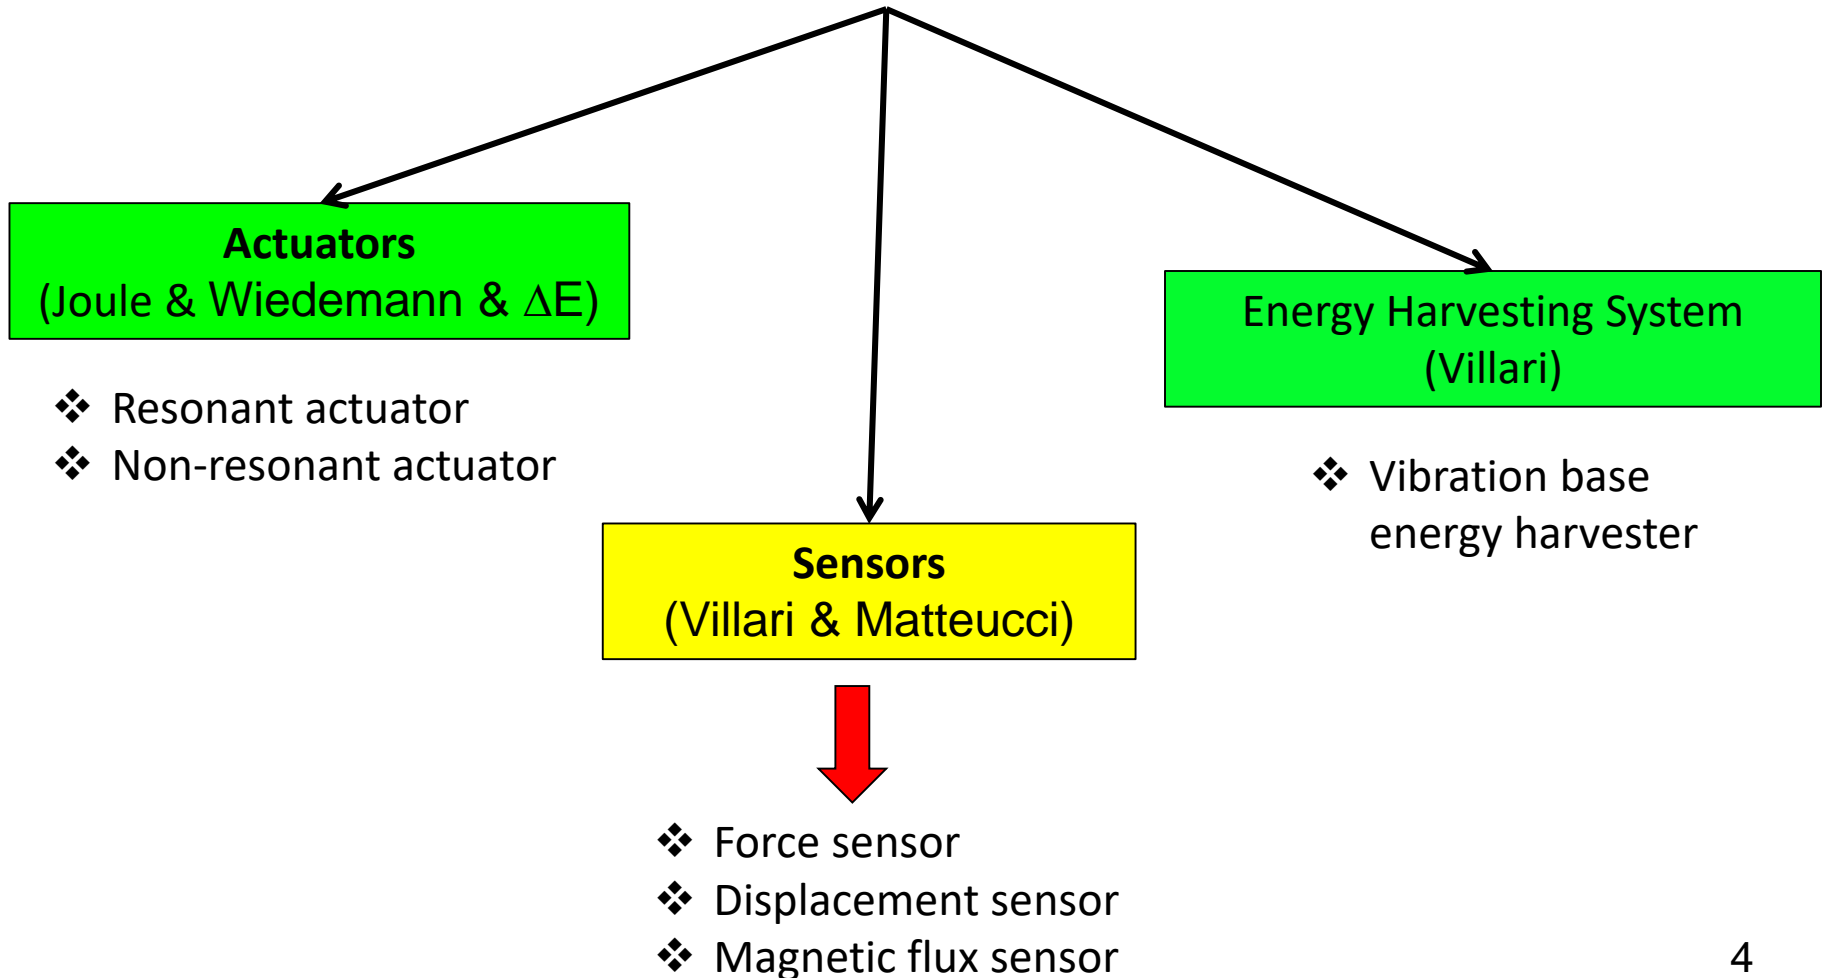 Actuators
(Joule & Wiedemann & ∆E)
❖ Resonant actuator
❖ Non-resonant actuator
Sensors
(Villari & Matteucci)
❖ Force sensor
❖ Displacement sensor
❖ Magnetic flux sensor
Energy Harvesting System
(Villari)
❖ Vibration base
energy harvester
4